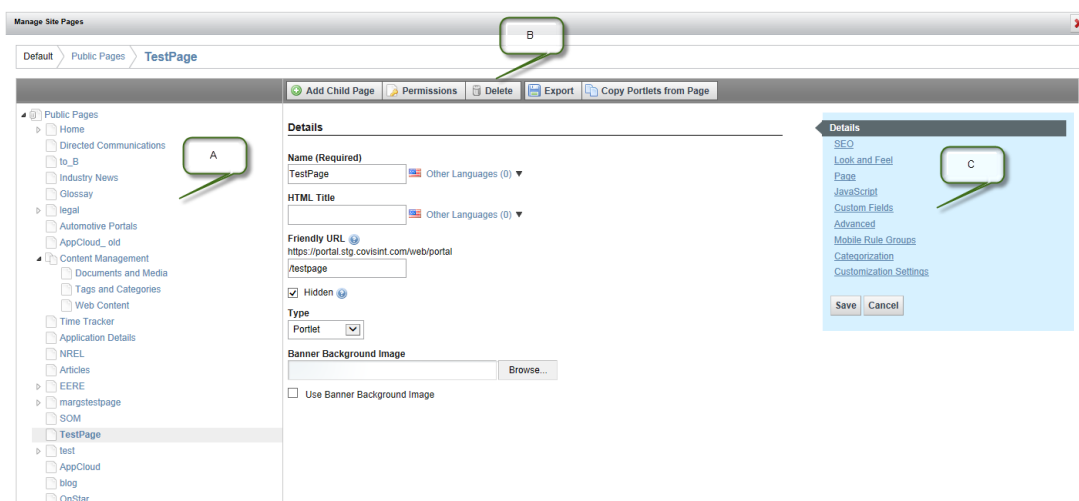 Manage Site Pages
B
Default Public Pages TestPage
Add Child Page Permissions Delete Export Copy Portlets from Page
Public Pages
Home
Directed Communications
to_B
Industry News
Glossay
legal
Automotive Portals
AppCloud_ old
Content Management
Documents and Media
Tags and Categories
Web Content
Time Tracker
Application Details
NREL
Articles
EERE
margstestpage
SOM
TestPage
test
AppCloud
blog
OnStar
A
Details
Name (Required)
TestPage Other Languages (0)
HTML Title
Other Languages (0)
Friendly URL
https://portal.stg.covisint.com/web/portal
/testpage
Hidden
Type
Portlet
Banner Background Image
Browse...
Use Banner Background Image
Details
SEO
Look and Feel
Page
JavaScript
Custom Fields
Advanced
Mobile Rule Groups
Categorization
Customization Settings
Save Cancel
C